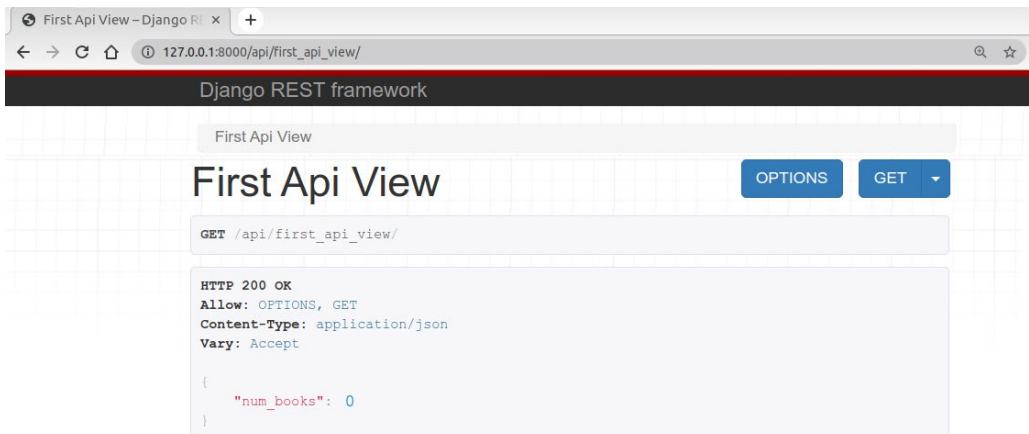 First Api View – Django RE
127.0.0.1:8000/api/first_api_view/
Django REST framework
First Api View
First Api View
OPTIONS
GET
GET /api/first_api_view/
HTTP 200 OK
Allow: OPTIONS, GET
Content-Type: application/json
Vary: Accept
{
"num_books": 0
}